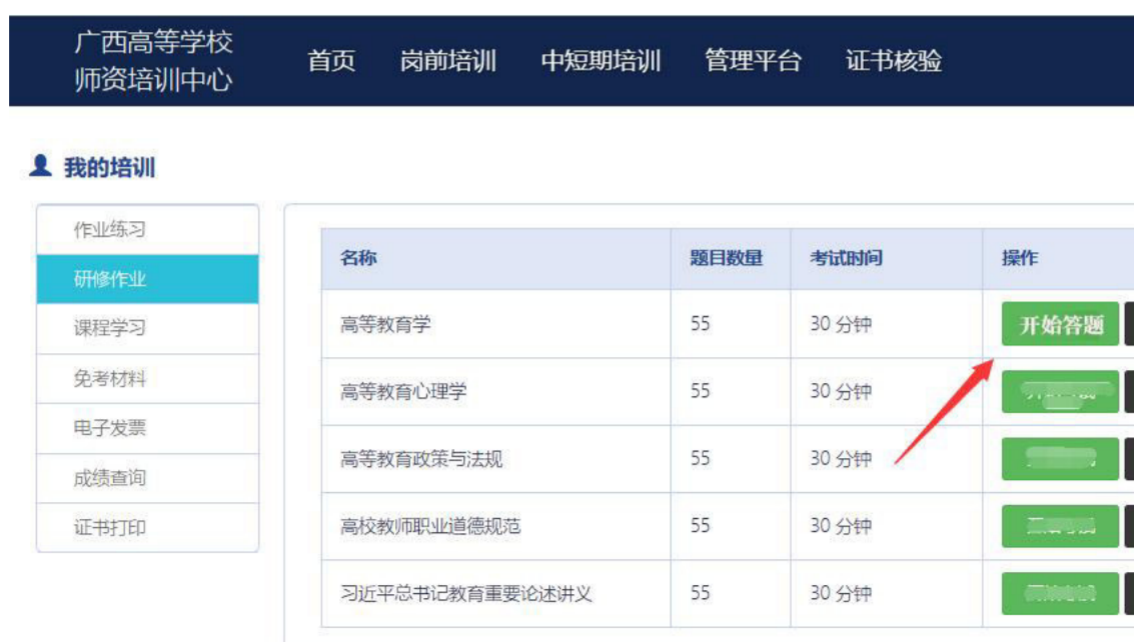 广西高等学校
师资培训中心
首页 岗前培训 中短期培训 管理平台 证书核验
我的培训
作业练习
研修作业
课程学习
免考材料
电子发票
成绩查询
证书打印
名称 题目数量 考试时间 操作
高等教育学 55 30 分钟 开始答题
高等教育心理学 55 30 分钟
高等教育政策与法规 55 30 分钟
高校教师职业道德规范 55 30 分钟
习近平总书记教育重要论述讲义 55 30 分钟